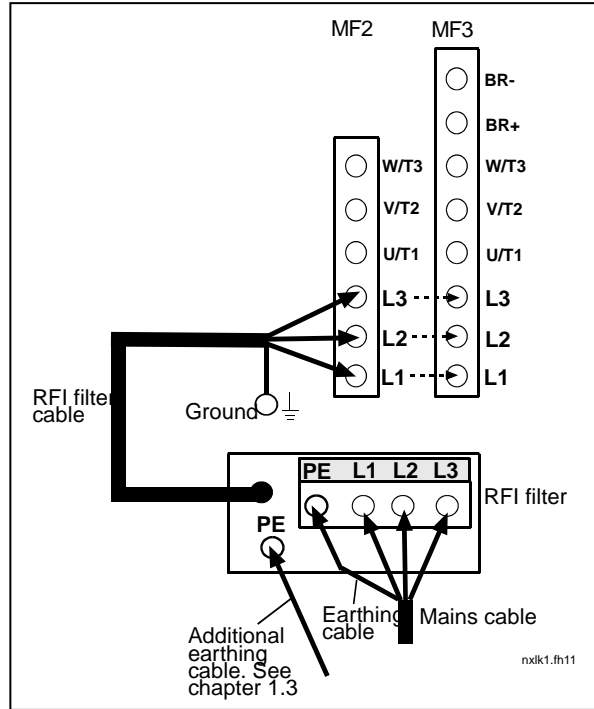 MF2 MF3
BR-
BR+
W/T3 W/T3
V/T2 V/T2
U/T1 U/T1
L3 L3
L2 L2
L1 L1
RFI filter
cable
Ground
PE L1 L2 L3
RFI filter
PE
Earthing
cable
Mains cable
Additional
earthing
cable. See
chapter 1.3
nxlk1.fh11